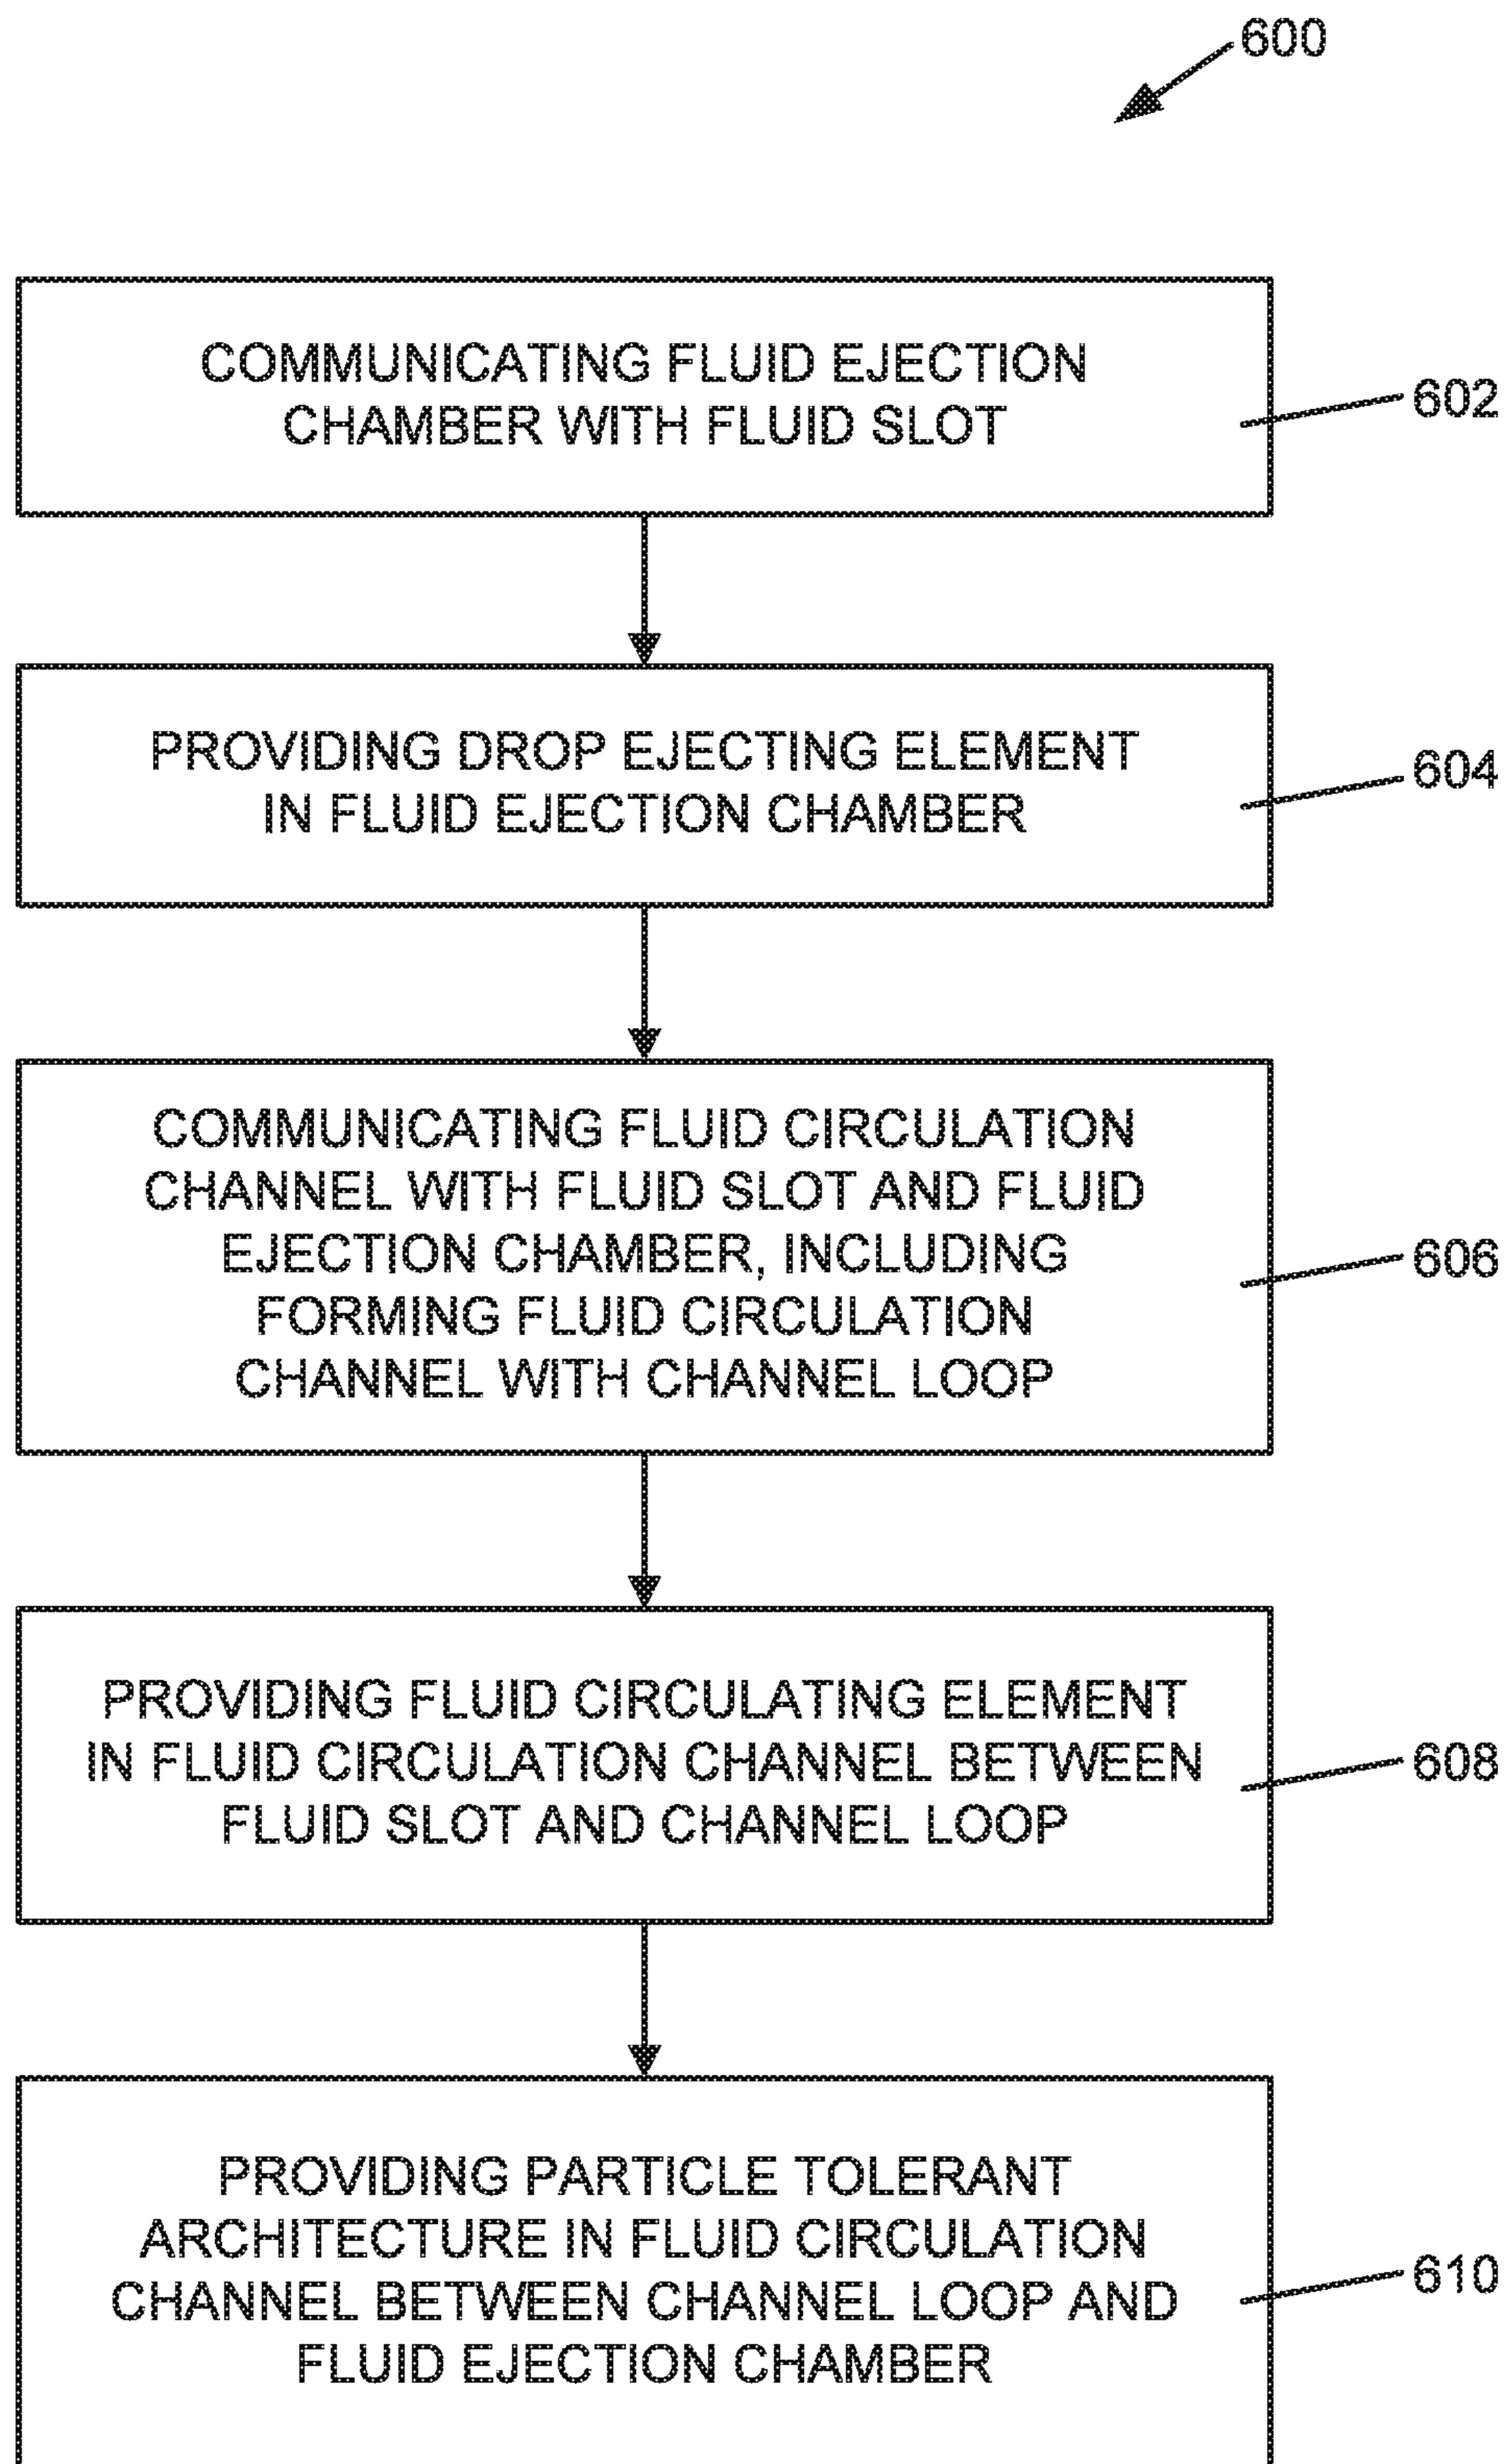 600
COMMUNICATING FLUID EJECTION
CHAMBER WITH FLUID SLOT
602
PROVIDING DROP EJECTING ELEMENT
IN FLUID EJECTION CHAMBER
604
COMMUNICATING FLUID CIRCULATION
CHANNEL WITH FLUID SLOT AND FLUID
EJECTION CHAMBER, INCLUDING
FORMING FLUID CIRCULATION
CHANNEL WITH CHANNEL LOOP
606
PROVIDING FLUID CIRCULATING ELEMENT
IN FLUID CIRCULATION CHANNEL BETWEEN
FLUID SLOT AND CHANNEL LOOP
608
PROVIDING PARTICLE TOLERANT
ARCHITECTURE IN FLUID CIRCULATION
CHANNEL BETWEEN CHANNEL LOOP AND
FLUID EJECTION CHAMBER
610